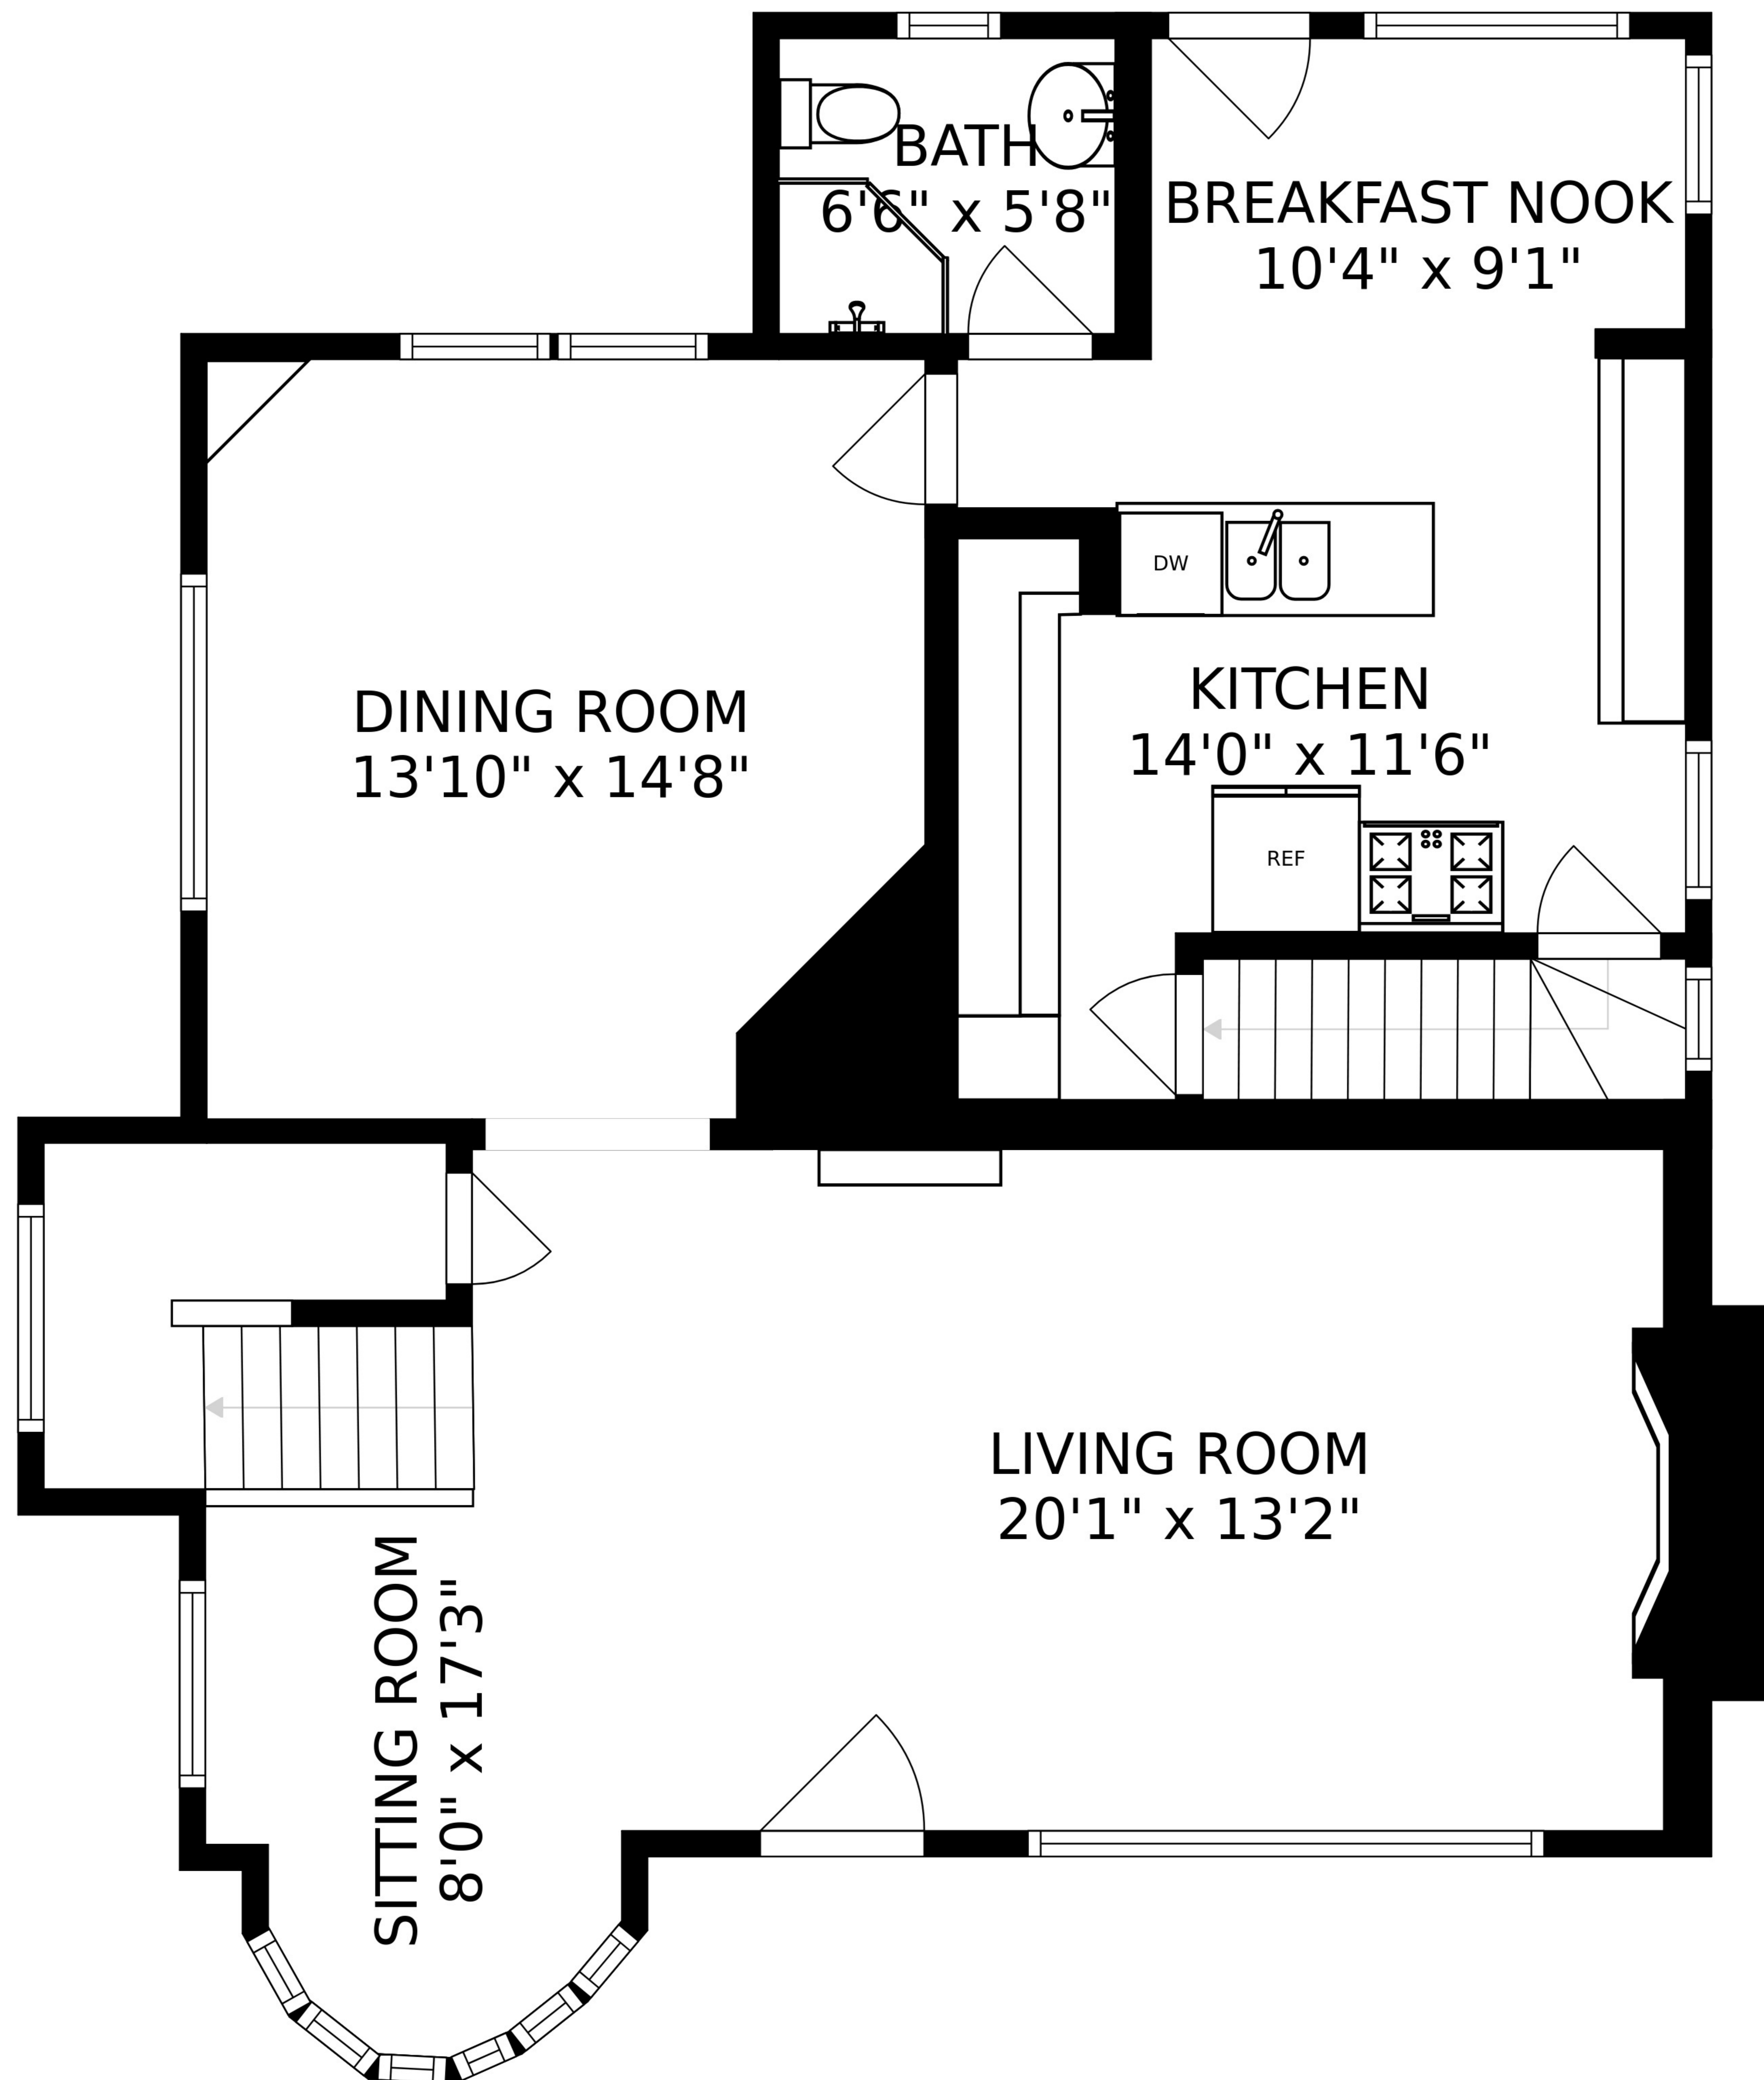 BATH
6'6" x 5'8"
BREAKFAST NOOK
10'4" x 9'1"
DW
KITCHEN
14'0" x 11'6"
DINING ROOM
13'10" x 14'8"
REF
LIVING ROOM
20'1" x 13'2"
SITTING ROOM
8'0" x 17'3"